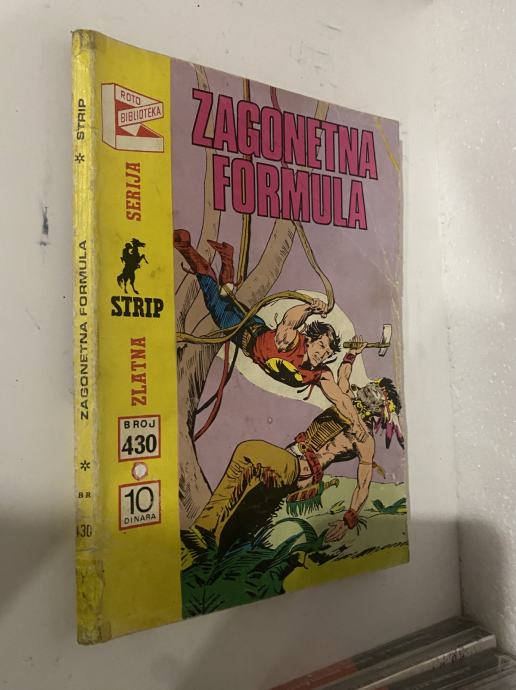 STRIP * ZAGONETNA FORMULA * BR 430
ROTO
BIBLIOTEKA
ZLATNA STRIP SERIJA
BROJ
430
10
DINARA
ZAGONETNA
FORMULA